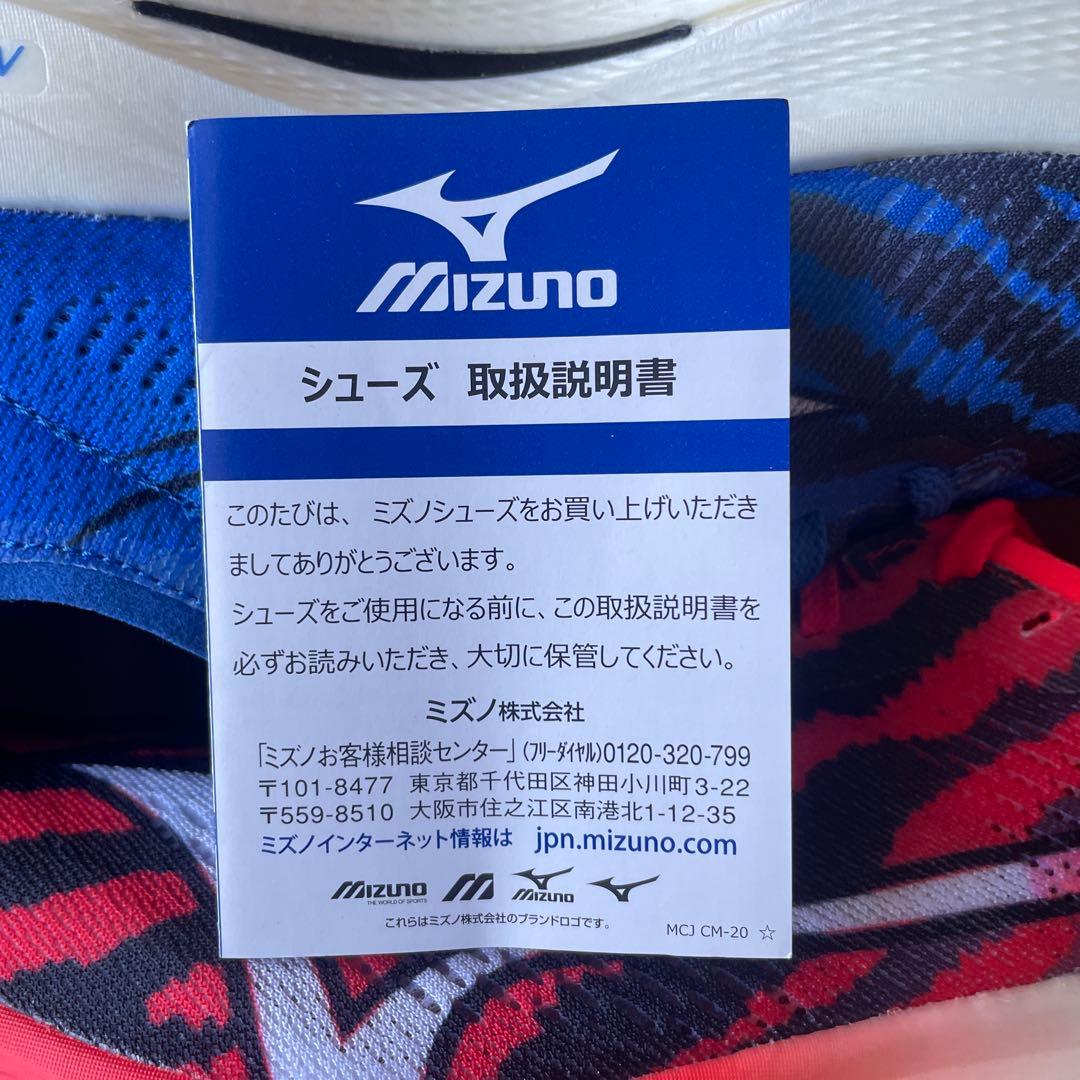 MIZUNO
シューズ 取扱説明書
このたびは、ミズノシューズをお買い上げいただき
ましてありがとうございます。
シューズをご使用になる前に、この取扱説明書を
必ずお読みいただき、大切に保管してください。
ミズノ株式会社
「ミズノお客様相談センター」(フリーダイヤル)0120-320-799
〒101-8477 東京都千代田区神田小川町3-22
〒559-8510 大阪市住之江区南港北1-12-35
ミズノインターネット情報は jpn.mizuno.com
MIZUNO THE WORLD OF SPORTS M MIZUNO
これらはミズノ株式会社のブランドロゴです。
MCJ CM-20 ☆